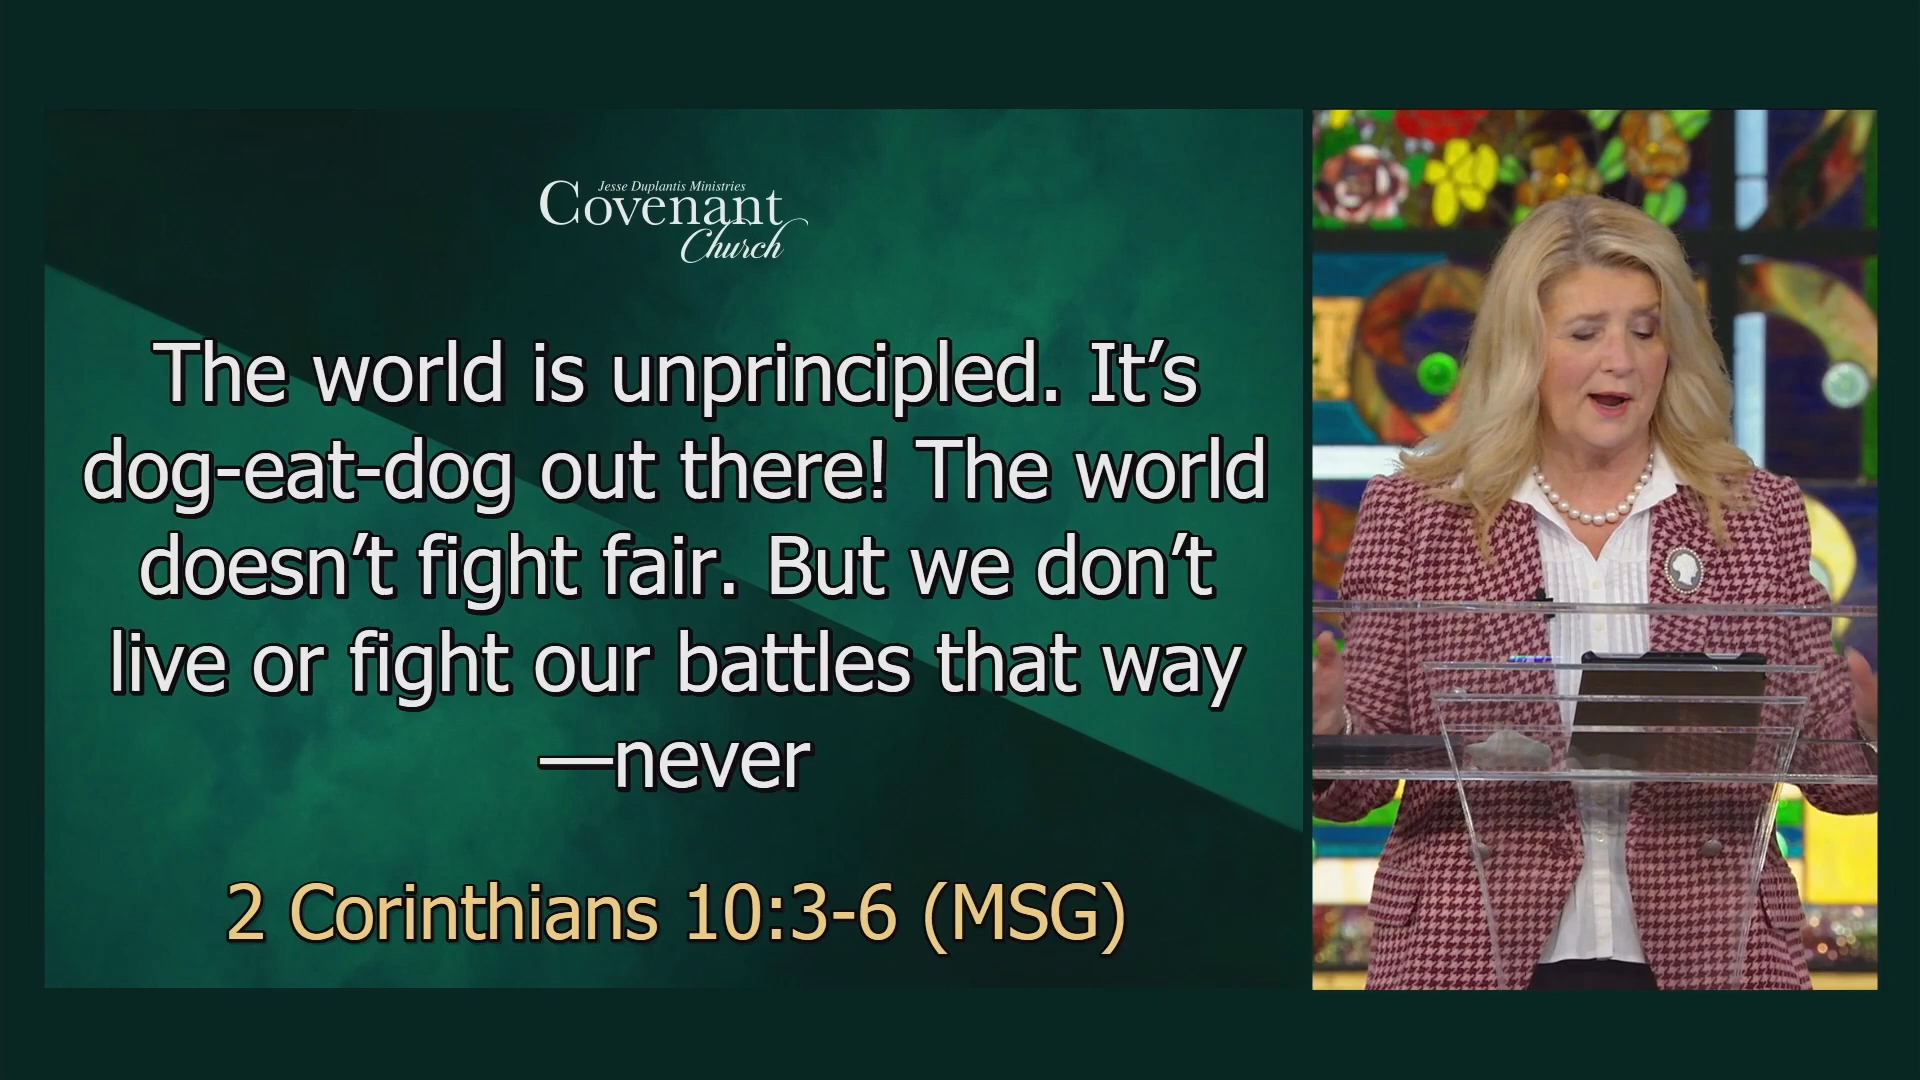 Jesse Duplantis Ministries
Covenant
Church
The world is unprincipled. It’s
dog-eat-dog out there! The world
doesn’t fight fair. But we don’t
live or fight our battles that way
—never
2 Corinthians 10:3-6 (MSG)